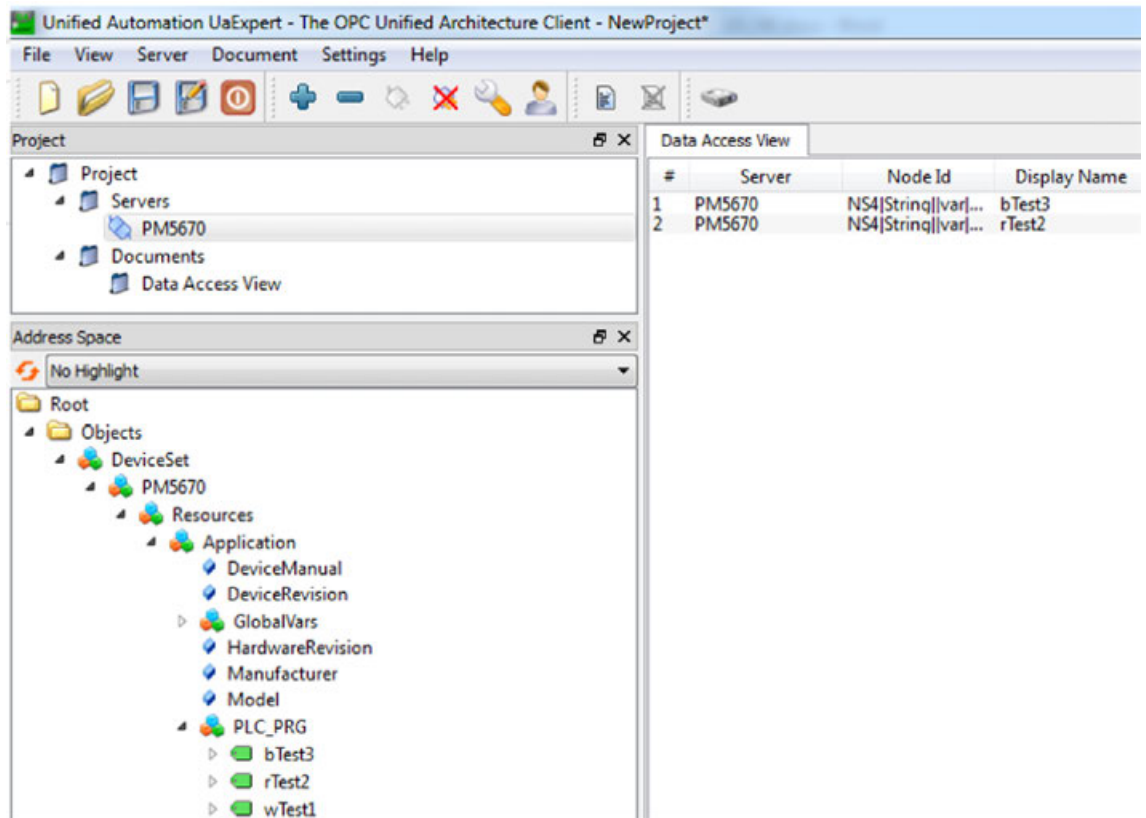 Unified Automation UaExpert - The OPC Unified Architecture Client - NewProject*
File View Server Document Settings Help
Project
Project
Servers
PM5670
Documents
Data Access View
Address Space
No Highlight
Root
Objects
DeviceSet
PM5670
Resources
Application
DeviceManual
DeviceRevision
GlobalVars
HardwareRevision
Manufacturer
Model
PLC_PRG
bTest3
rTest2
wTest1
Data Access View
# Server Node Id Display Name
1 PM5670 NS4|String||var|... bTest3
2 PM5670 NS4|String||var|... rTest2